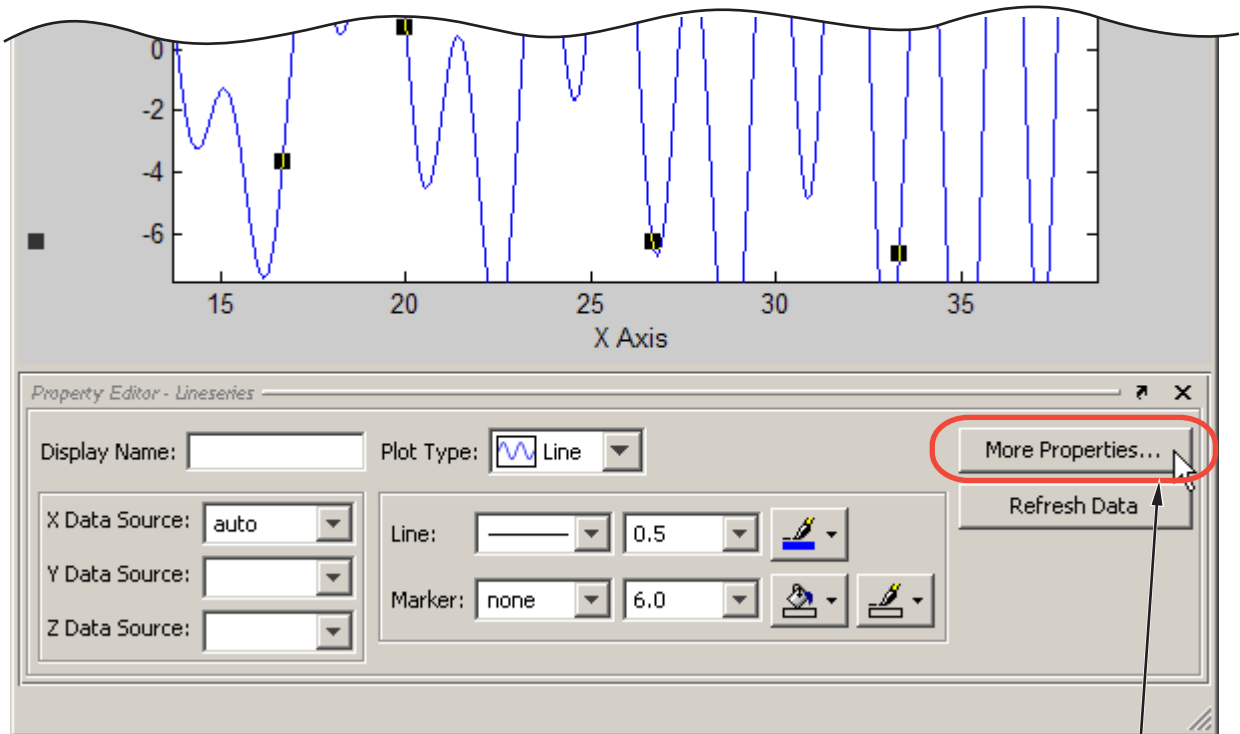 0
-2
-4
-6
15 20 25 30 35
X Axis
Property Editor - Lineseries
Display Name: Plot Type: Line More Properties...
Refresh Data
X Data Source: auto
Y Data Source:
Z Data Source:
Line: 0.5
Marker: none 6.0